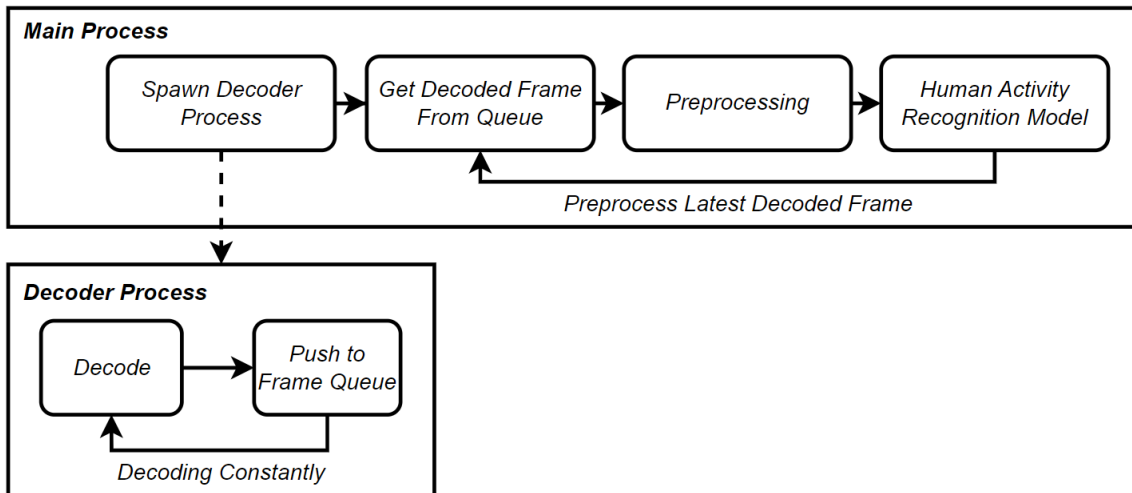 Main Process
Spawn Decoder
Process
Get Decoded Frame
From Queue
Preprocessing
Human Activity
Recognition Model
Preprocess Latest Decoded Frame
Decoder Process
Decode
Push to
Frame Queue
Decoding Constantly